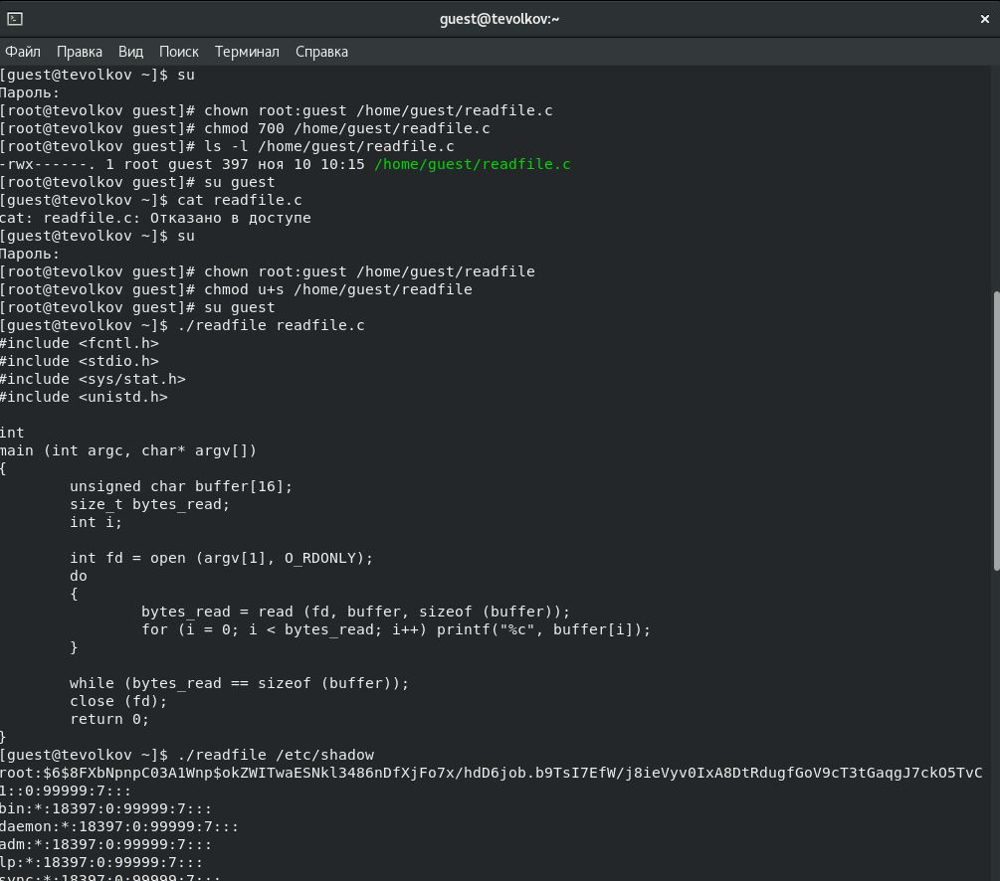 guest@tevolkov:~
Файл Правка Вид Поиск Терминал Справка
[guest@tevolkov ~]$ su
Пароль:
[root@tevolkov guest]# chown root:guest /home/guest/readfile.c
[root@tevolkov guest]# chmod 700 /home/guest/readfile.c
[root@tevolkov guest]# ls -l /home/guest/readfile.c
-rwx------. 1 root guest 397 ноя 10 10:15 /home/guest/readfile.c
[root@tevolkov guest]# su guest
[guest@tevolkov ~]$ cat readfile.c
cat: readfile.c: Отказано в доступе
[guest@tevolkov ~]$ su
Пароль:
[root@tevolkov guest]# chown root:guest /home/guest/readfile
[root@tevolkov guest]# chmod u+s /home/guest/readfile
[root@tevolkov guest]# su guest
[guest@tevolkov ~]$ ./readfile readfile.c
#include <fcntl.h>
#include <stdio.h>
#include <sys/stat.h>
#include <unistd.h>
int
main (int argc, char* argv[])
{
unsigned char buffer[16];
size_t bytes_read;
int i;
int fd = open (argv[1], O_RDONLY);
do
{
bytes_read = read (fd, buffer, sizeof (buffer));
for (i = 0; i < bytes_read; i++) printf("%c", buffer[i]);
}
while (bytes_read == sizeof (buffer));
close (fd);
return 0;
}
[guest@tevolkov ~]$ ./readfile /etc/shadow
root:$6$8FXbNpnpC03A1Wnp$okZWITwaESNkl3486nDfXjFo7x/hdD6job.b9TsI7EfW/j8ieVyv0IxA8DtRdugfGoV9cT3tGaqgJ7ckO5TvC
1::0:99999:7:::
bin:*:18397:0:99999:7:::
daemon:*:18397:0:99999:7:::
adm:*:18397:0:99999:7:::
lp:*:18397:0:99999:7:::
sync:*:18397:0:99999:7:::